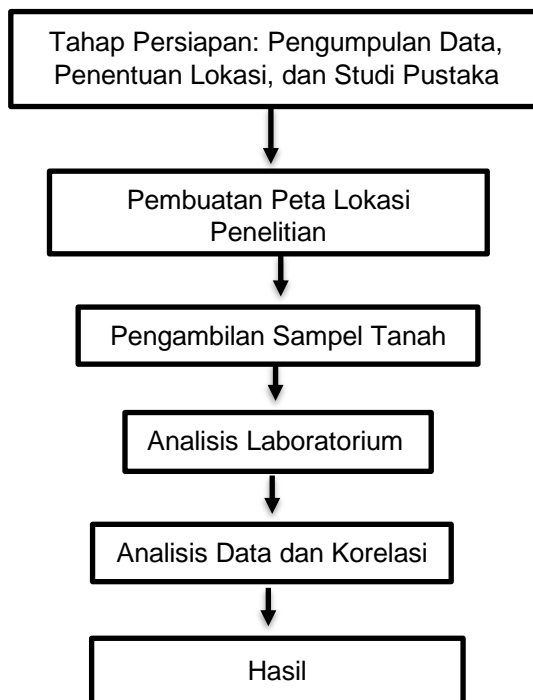 Tahap Persiapan: Pengumpulan Data,
Penentuan Lokasi, dan Studi Pustaka
Pembuatan Peta Lokasi
Penelitian
Pengambilan Sampel Tanah
Analisis Laboratorium
Analisis Data dan Korelasi
Hasil